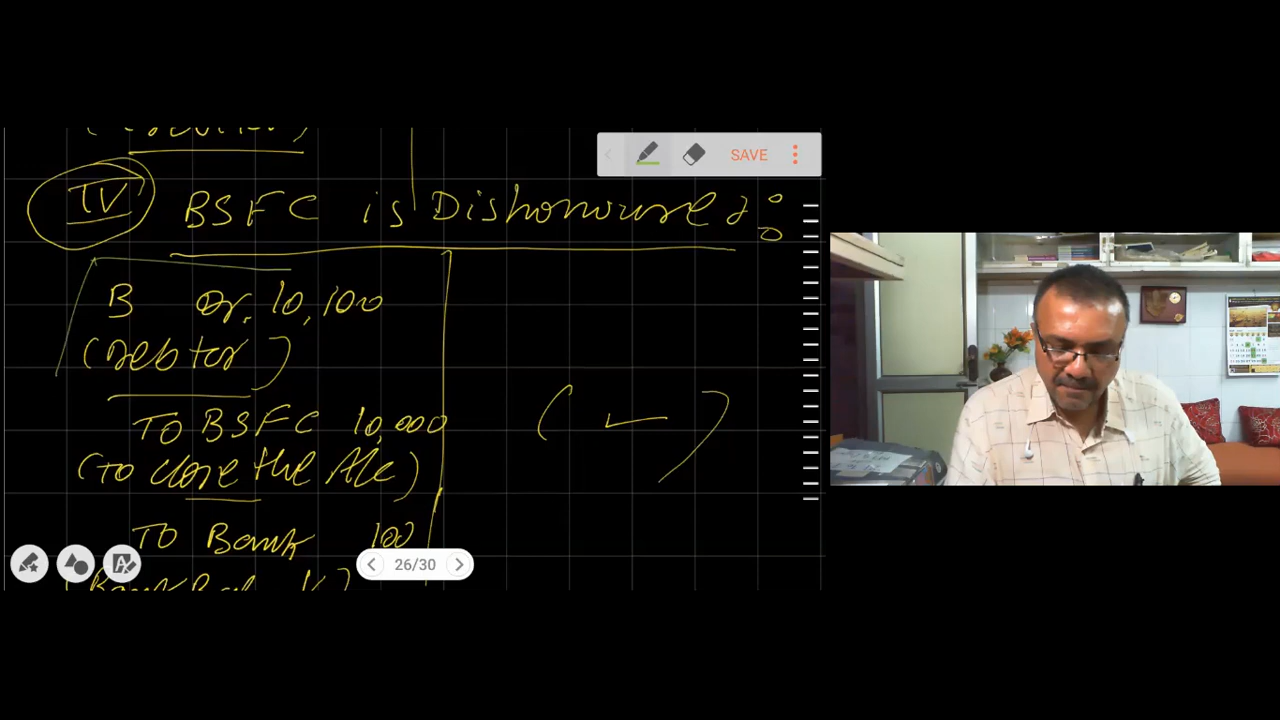 SAVE
IV BSFC is Dishonoured :
B Dr. 10,100
(Debtor)
To BSFC 10,000
(To close the A/c)
To Bank 100
26/30